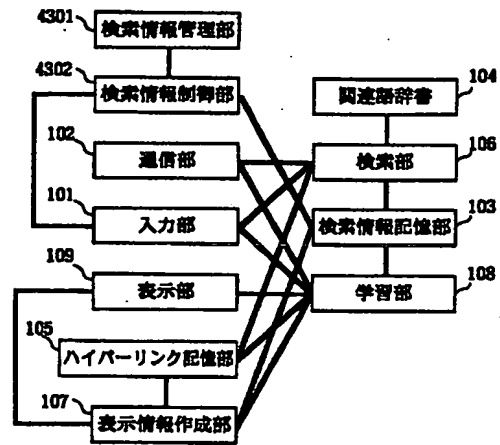 4301
検索情報管理部
4302
検索情報制御部
102
通信部
101
入力部
109
表示部
105
ハイパーリンク記憶部
107
表示情報作成部
104
関連語辞書
検索部
106
検索情報記憶部
103
学習部
108